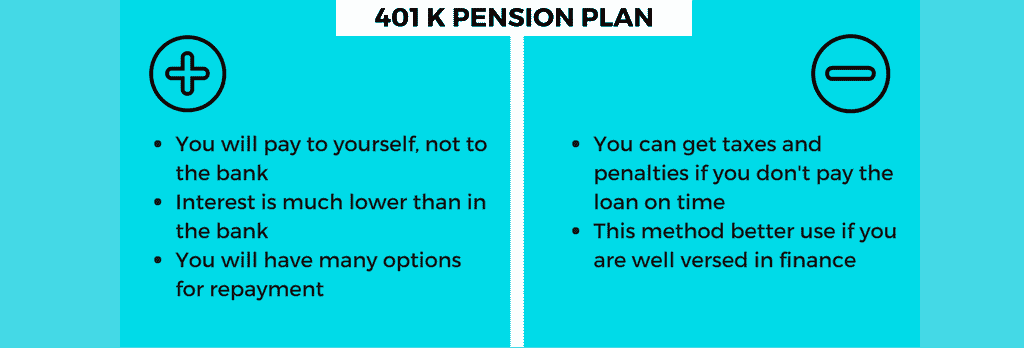 401 K PENSION PLAN
• You will pay to yourself, not to
the bank
• Interest is much lower than in
the bank
• You will have many options
for repayment
• You can get taxes and
penalties if you don't pay the
loan on time
• This method better use if you
are well versed in finance